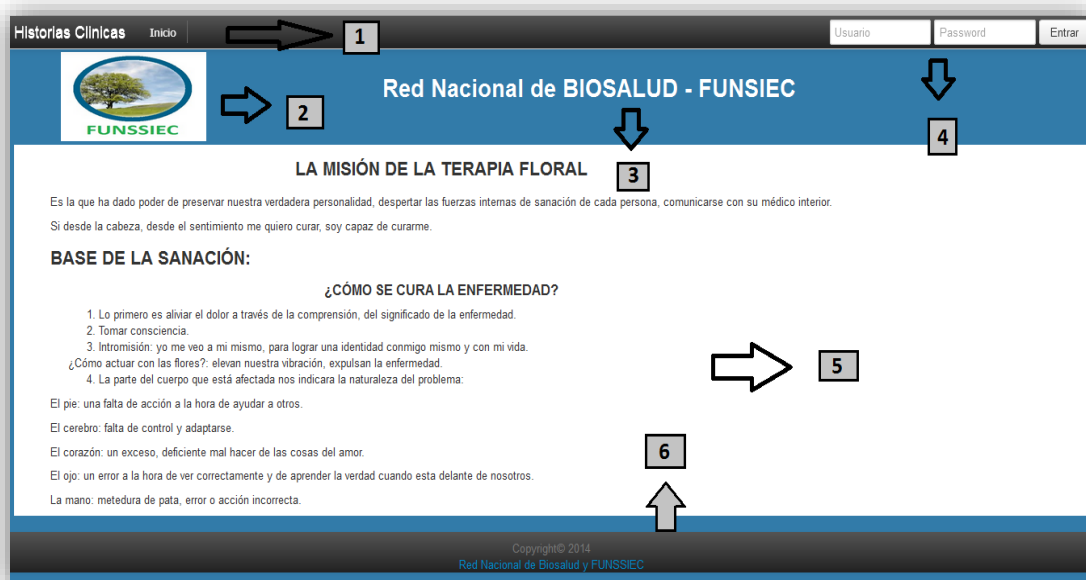 Historias Clinicas Inicio 1 Usuario Password Entrar
FUNSSIEC
2
Red Nacional de BIOSALUD - FUNSIEC
4
LA MISIÓN DE LA TERAPIA FLORAL
3
Es la que ha dado poder de preservar nuestra verdadera personalidad, despertar las fuerzas internas de sanación de cada persona, comunicarse con su médico interior.
Si desde la cabeza, desde el sentimiento me quiero curar, soy capaz de curarme.
BASE DE LA SANACIÓN:
¿CÓMO SE CURA LA ENFERMEDAD?
1. Lo primero es aliviar el dolor a través de la comprensión, del significado de la enfermedad.
2. Tomar consciencia.
3. Intromisión: yo me veo a mi mismo, para lograr una identidad conmigo mismo y con mi vida.
¿Cómo actuar con las flores?: elevan nuestra vibración, expulsan la enfermedad.
5
4. La parte del cuerpo que está afectada nos indicara la naturaleza del problema:
El pie: una falta de acción a la hora de ayudar a otros.
El cerebro: falta de control y adaptarse.
El corazón: un exceso, deficiente mal hacer de las cosas del amor.
6
El ojo: un error a la hora de ver correctamente y de aprender la verdad cuando esta delante de nosotros.
La mano: metedura de pata, error o acción incorrecta.
Copyright© 2014
Red Nacional de Biosalud y FUNSSIEC